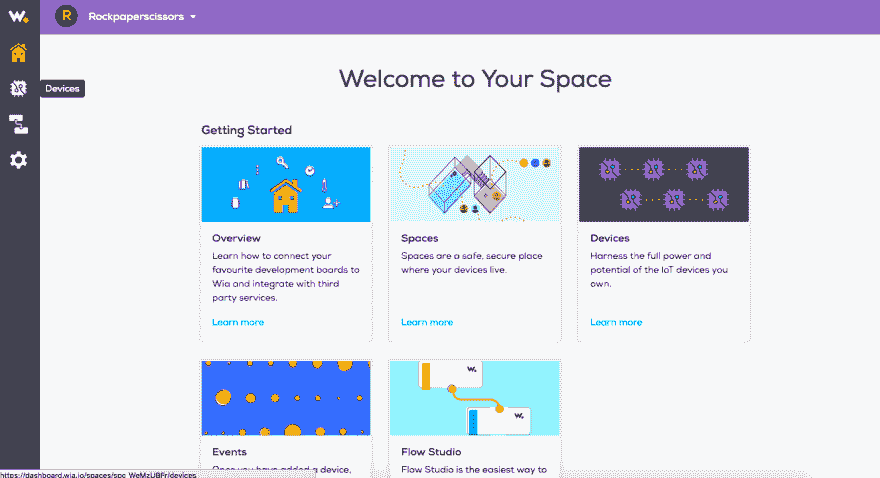 W.
R
Rockpaperscissors
Devices
Welcome to Your Space
Getting Started
Overview
Learn how to connect your
favourite development boards to
Wia and integrate with third
party services.
Learn more
Spaces
Spaces are a safe, secure place
where your devices live.
Learn more
Devices
Harness the full power and
potential of the IoT devices you
own.
Learn more
W.
W.
Events
Once you have added a device,
Flow Studio
Flow Studio is the easiest way to
https://dashboard.wia.io/spaces/spc_WeMzUBFr/devices